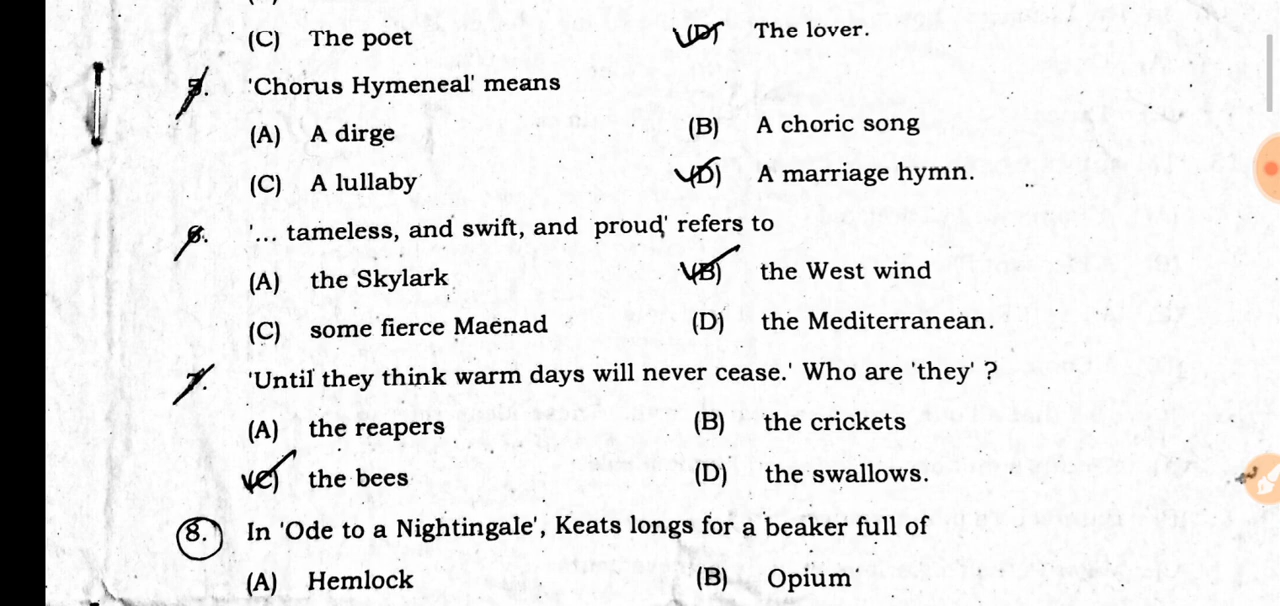 (C) The poet (D) The lover.
5. 'Chorus Hymeneal' means
(A) A dirge (B) A choric song
(C) A lullaby (D) A marriage hymn.
6. '... tameless, and swift, and proud' refers to
(A) the Skylark (B) the West wind
(C) some fierce Maenad (D) the Mediterranean.
7. 'Until they think warm days will never cease.' Who are 'they' ?
(A) the reapers (B) the crickets
(C) the bees (D) the swallows.
8. In 'Ode to a Nightingale', Keats longs for a beaker full of
(A) Hemlock (B) Opium